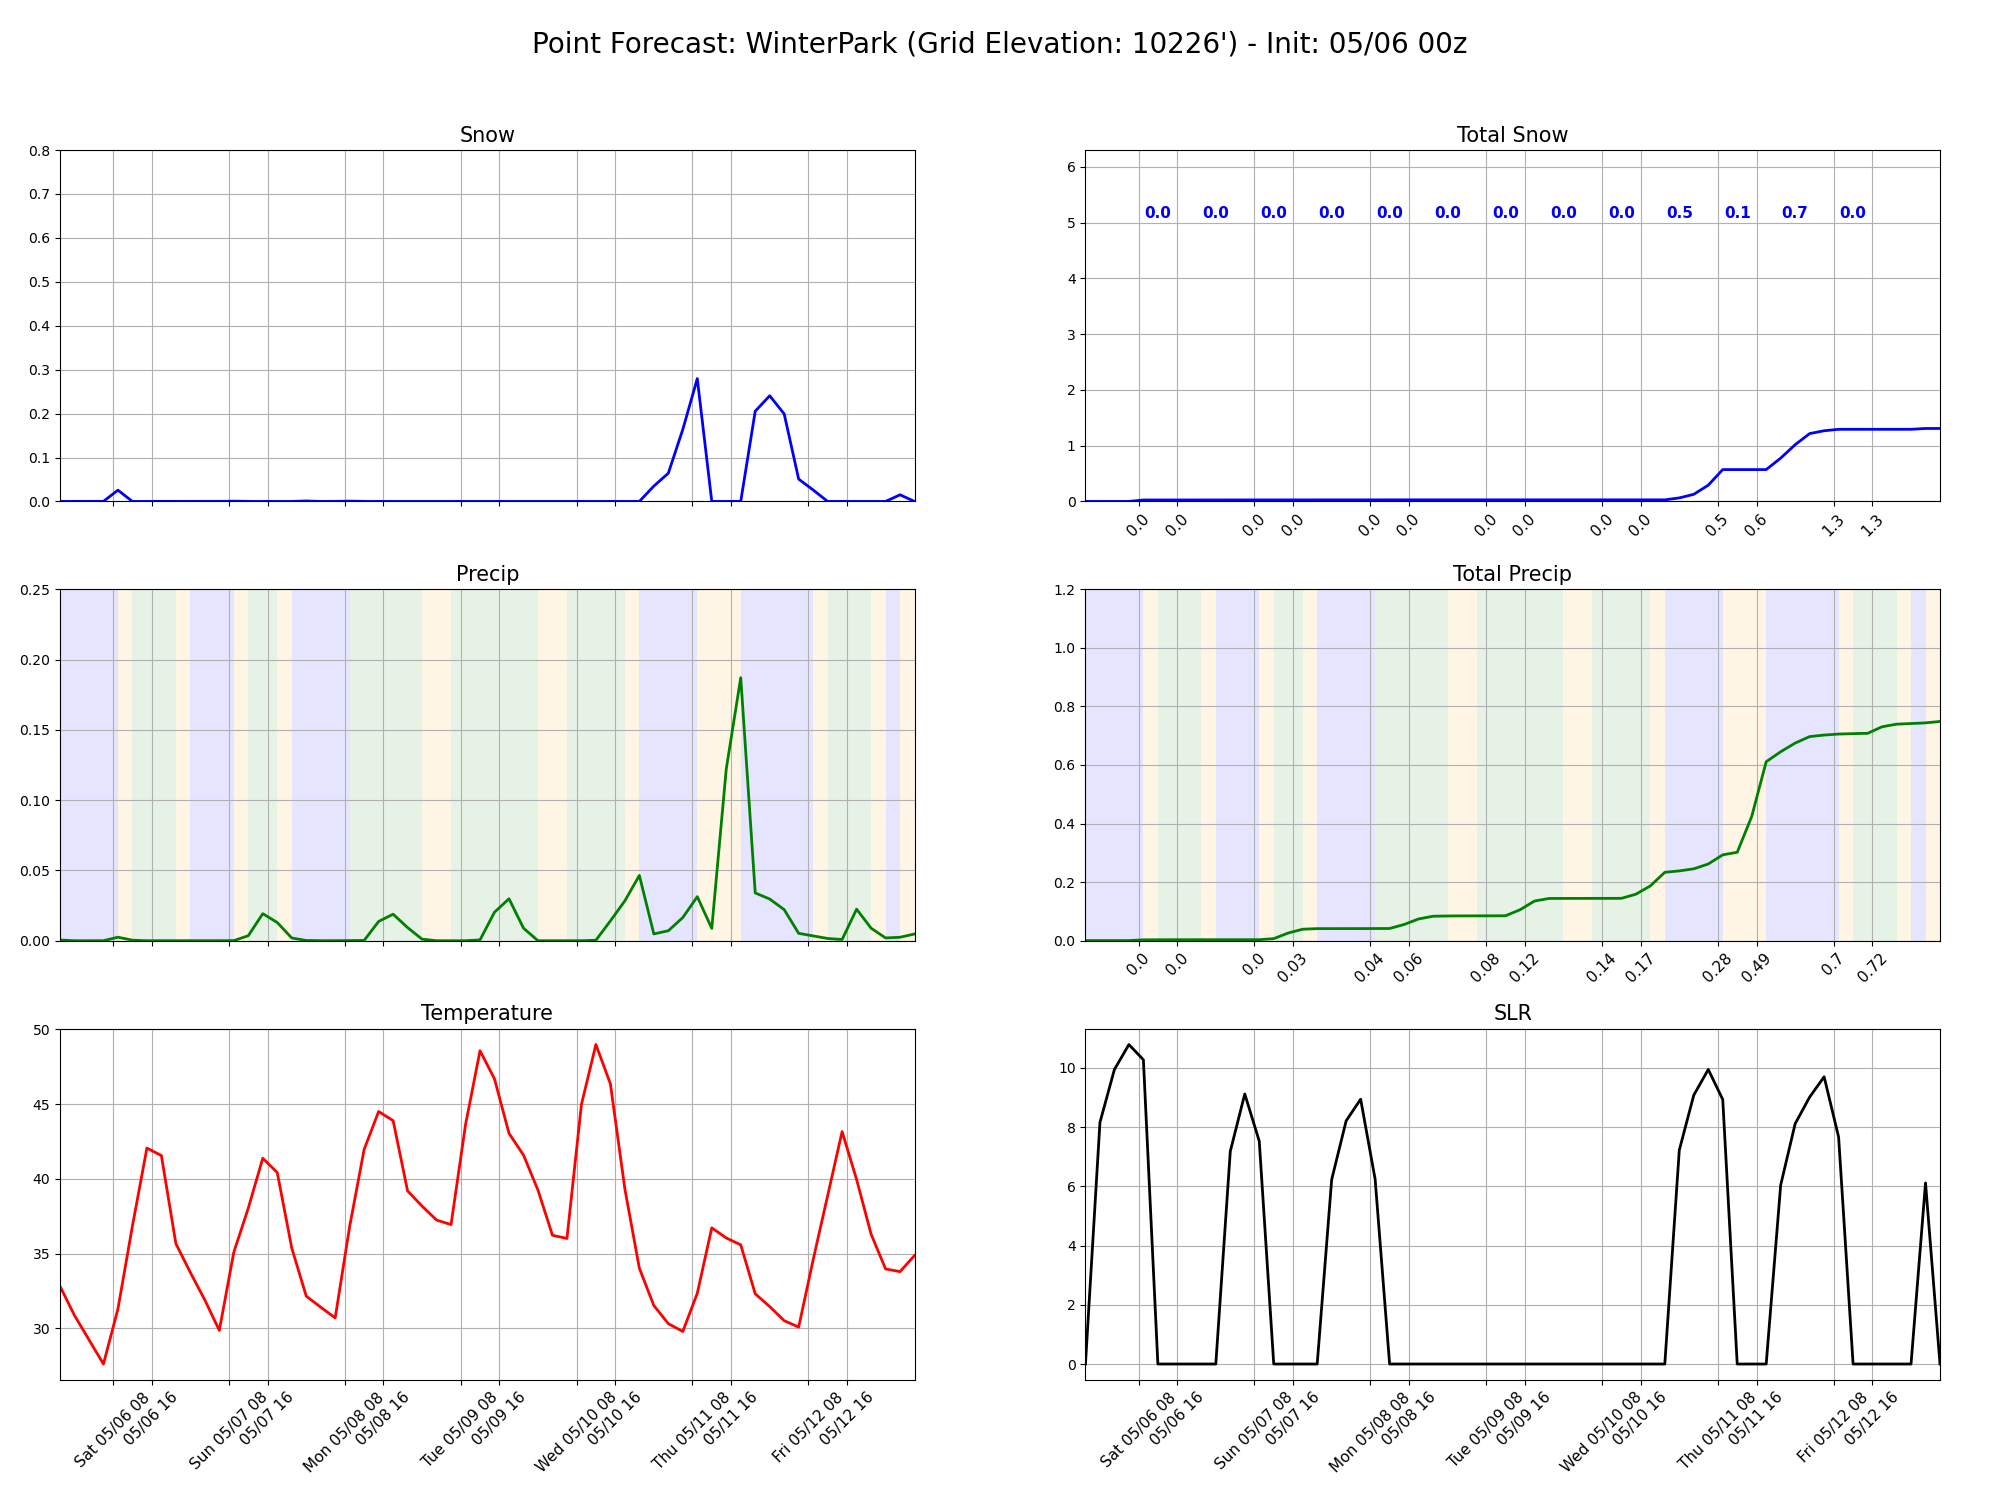 Point Forecast: WinterPark (Grid Elevation: 10226') - Init: 05/06 00z
Snow
0.8
0.7
0.6
0.5
0.4
0.3
0.2
0.1
0.0
Total Snow
6
5
4
3
2
1
0
0.0 0.0 0.0 0.0 0.0 0.0 0.0 0.0 0.0 0.5 0.1 0.7 0.0
0.0 0.0 0.0 0.0 0.0 0.0 0.0 0.0 0.0 0.0 0.5 0.6 1.3 1.3
Precip
0.25
0.20
0.15
0.10
0.05
0.00
Total Precip
1.2
1.0
0.8
0.6
0.4
0.2
0.0
0.0 0.0 0.0 0.03 0.04 0.06 0.08 0.12 0.14 0.17 0.28 0.49 0.7 0.72
Temperature
50
45
40
35
30
Sat 05/06 08
05/06 16
Sun 05/07 08
05/07 16
Mon 05/08 08
05/08 16
Tue 05/09 08
05/09 16
Wed 05/10 08
05/10 16
Thu 05/11 08
05/11 16
Fri 05/12 08
05/12 16
SLR
10
8
6
4
2
0
Sat 05/06 08
05/06 16
Sun 05/07 08
05/07 16
Mon 05/08 08
05/08 16
Tue 05/09 08
05/09 16
Wed 05/10 08
05/10 16
Thu 05/11 08
05/11 16
Fri 05/12 08
05/12 16